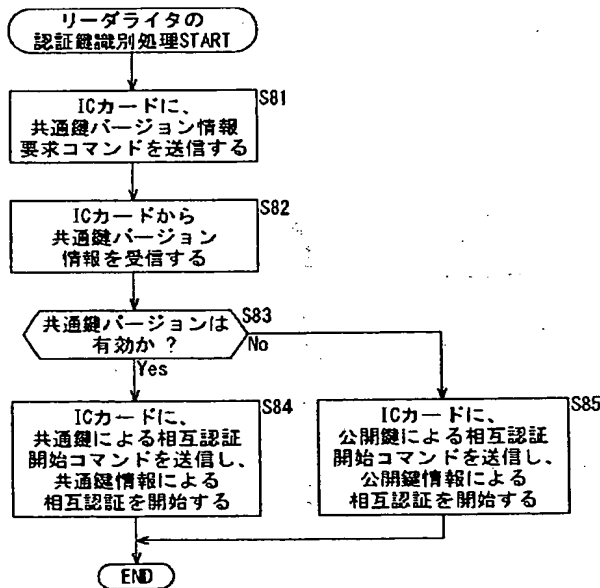 リーダライタの
認証鍵識別処理START
S81
ICカードに、
共通鍵バージョン情報
要求コマンドを送信する
S82
ICカードから
共通鍵バージョン
情報を受信する
S83
共通鍵バージョンは
有効か ?
No
Yes
S84
ICカードに、
共通鍵による相互認証
開始コマンドを送信し、
共通鍵情報による
相互認証を開始する
S85
ICカードに、
公開鍵による相互認証
開始コマンドを送信し、
公開鍵情報による
相互認証を開始する
END